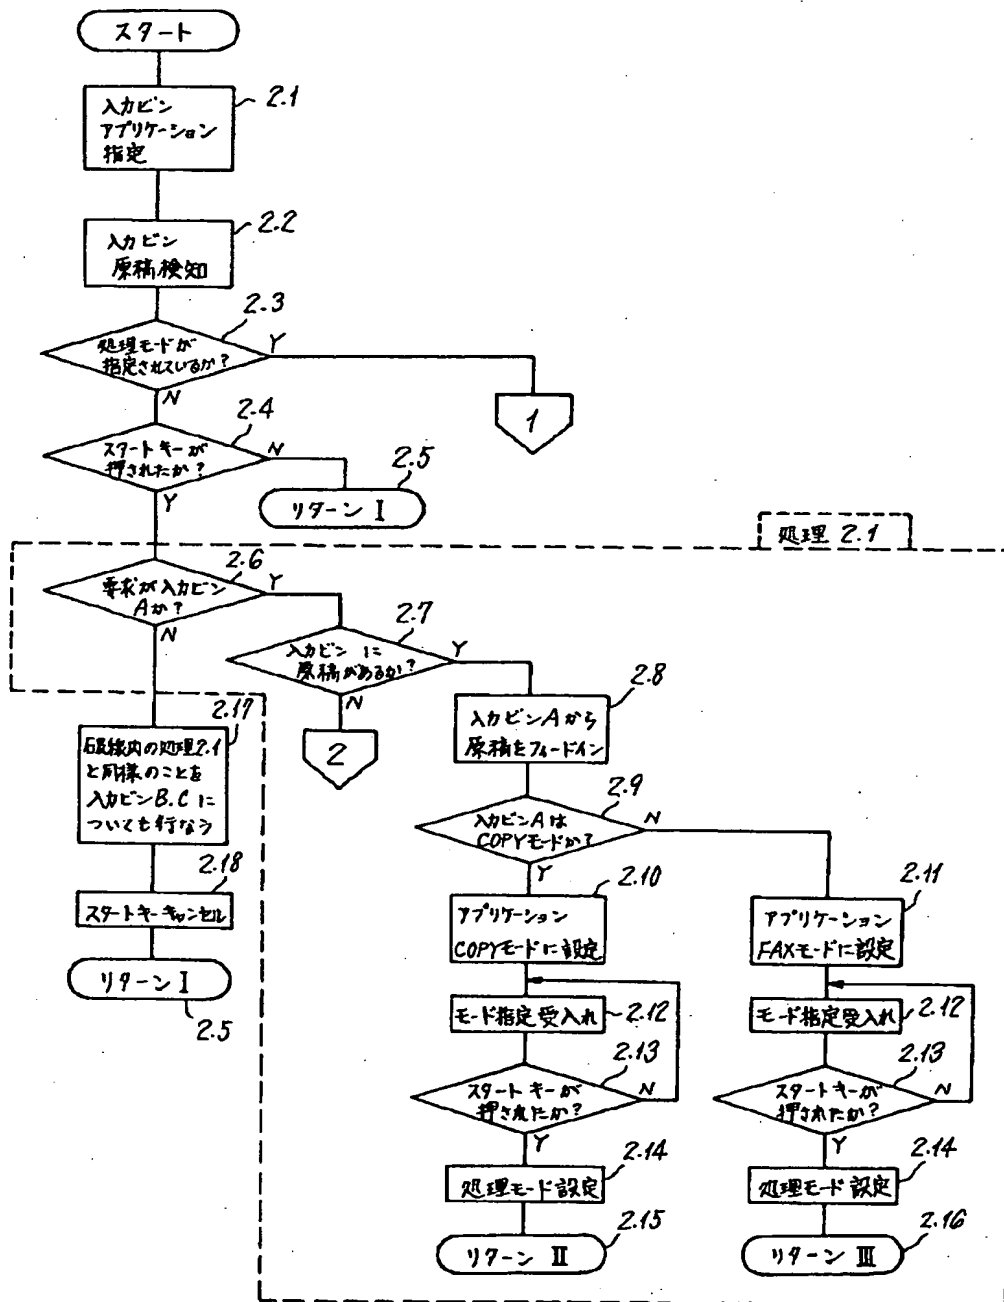 スタート
入力ビン
アプリケーション
指定
2.1
入力ビン
原稿検知
2.2
処理モードが
指定されているか?
2.3
Y
N
1
スタートキーが
押されたか?
2.4
N
Y
2.5
リターン I
処理 2.1
要求が入力ビン
Aか?
2.6
Y
N
入力ビンに
原稿があるか?
2.7
Y
N
2
入力ビンAから
原稿をフィードイン
2.8
入力ビンAは
COPYモードか?
2.9
N
Y
アプリケーション
COPYモードに設定
2.10
アプリケーション
FAXモードに設定
2.11
2.17
破線内の処理2.1
と同様のことを
入力ビンB.Cに
ついても行なう
2.18
スタートキーキャンセル
リターン I
2.5
モード指定受入れ
2.12
モード指定受入れ
2.12
スタートキーが
押されたか?
2.13
N
Y
スタートキーが
押されたか?
2.13
N
Y
処理モード設定
2.14
処理モード設定
2.14
リターン II
2.15
リターン III
2.16